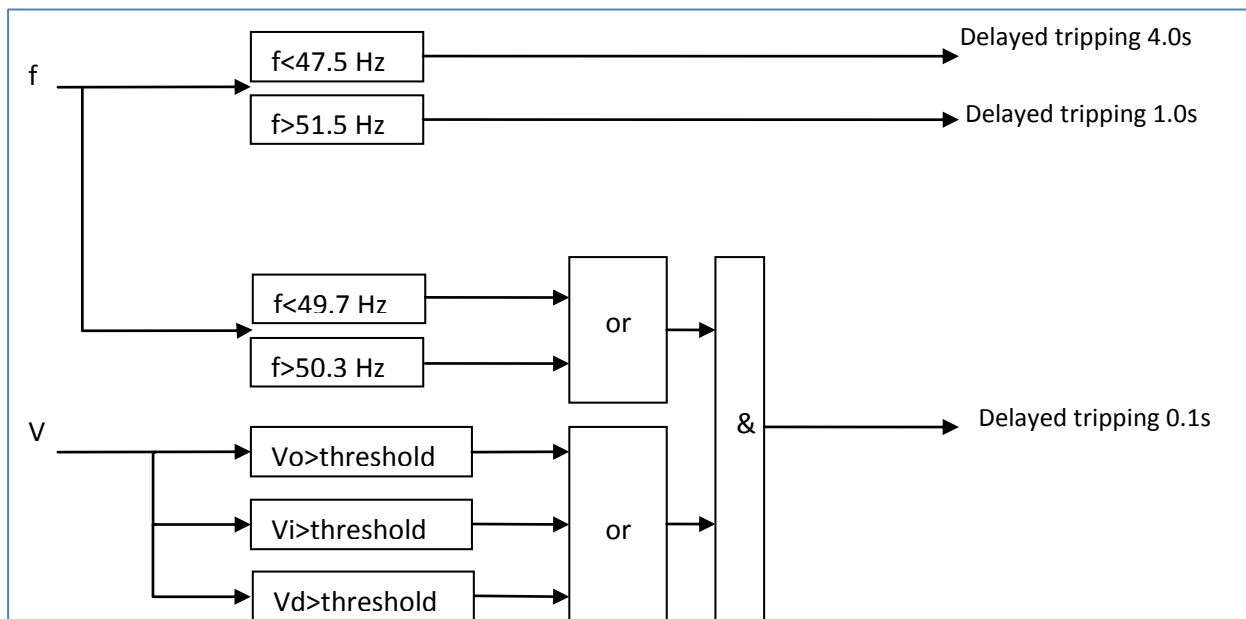 f
f<47.5 Hz
Delayed tripping 4.0s
f>51.5 Hz
Delayed tripping 1.0s
f<49.7 Hz
or
f>50.3 Hz
V
Vo>threshold
&
Delayed tripping 0.1s
Vi>threshold
or
Vd>threshold